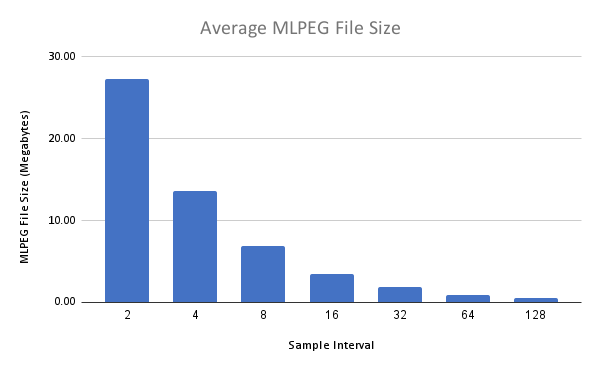 Average MLPEG File Size
30.00
20.00
10.00
0.00
MLPEG File Size (Megabytes)
2 4 8 16 32 64 128
Sample Interval